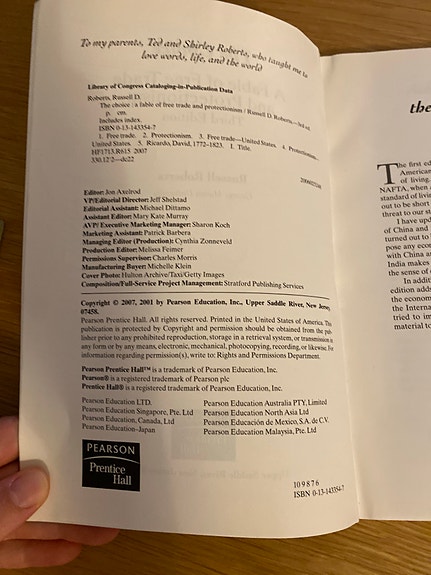 To my parents, Ted and Shirley Roberts, who taught me to
love words, life, and the world
Library of Congress Cataloging-in-Publication Data
Roberts, Russell D.
The choice : a fable of free trade and protectionism / Russell D. Roberts.—3rd ed.
p. cm.
Includes index.
ISBN 0-13-143354-7
1. Free trade. 2. Protectionism. 3. Free trade—United States. 4. Protectionism—
United States. 5. Ricardo, David, 1772–1823. I. Title.
HF1713.R615 2007
330.12'2—dc22
Editor: Jon Axelrod
VP/Editorial Director: Jeff Shelstad
Editorial Assistant: Michael Dittamo
Assistant Editor: Mary Kate Murray
AVP/ Executive Marketing Manager: Sharon Koch
Marketing Assistant: Patrick Barbera
Managing Editor (Production): Cynthia Zonneveld
Production Editor: Melissa Feimer
Permissions Supervisor: Charles Morris
Manufacturing Buyer: Michelle Klein
Cover Photo: Hulton Archive/Taxi/Getty Images
Composition/Full-Service Project Management: Stratford Publishing Services
Copyright © 2007, 2001 by Pearson Education, Inc., Upper Saddle River, New Jersey,
07458.
Pearson Prentice Hall. All rights reserved. Printed in the United States of America. This
publication is protected by Copyright and permission should be obtained from the pub-
lisher prior to any prohibited reproduction, storage in a retrieval system, or transmission in
any form or by any means, electronic, mechanical, photocopying, recording, or likewise. For
information regarding permission(s), write to: Rights and Permissions Department.
Pearson Prentice Hall™ is a trademark of Pearson Education, Inc.
Pearson® is a registered trademark of Pearson plc
Prentice Hall® is a registered trademark of Pearson Education, Inc.
Pearson Education LTD.
Pearson Education Singapore, Pte. Ltd
Pearson Education, Canada, Ltd
Pearson Education–Japan
Pearson Education Australia PTY, Limited
Pearson Education North Asia Ltd
Pearson Educación de Mexico, S.A. de C.V.
Pearson Education Malaysia, Pte. Ltd
PEARSON
Prentice
Hall
10 9 8 7 6
ISBN 0-13-143354-7
the
The first ed
American
of living.
NAFTA, when a
standard of livin
out to be short
threat to our sta
I have upd
of China and
turned out to
pose any econ
with China ar
India makes
the sense of
In additi
edition adds
the econom
the Interna
tried to im
material to